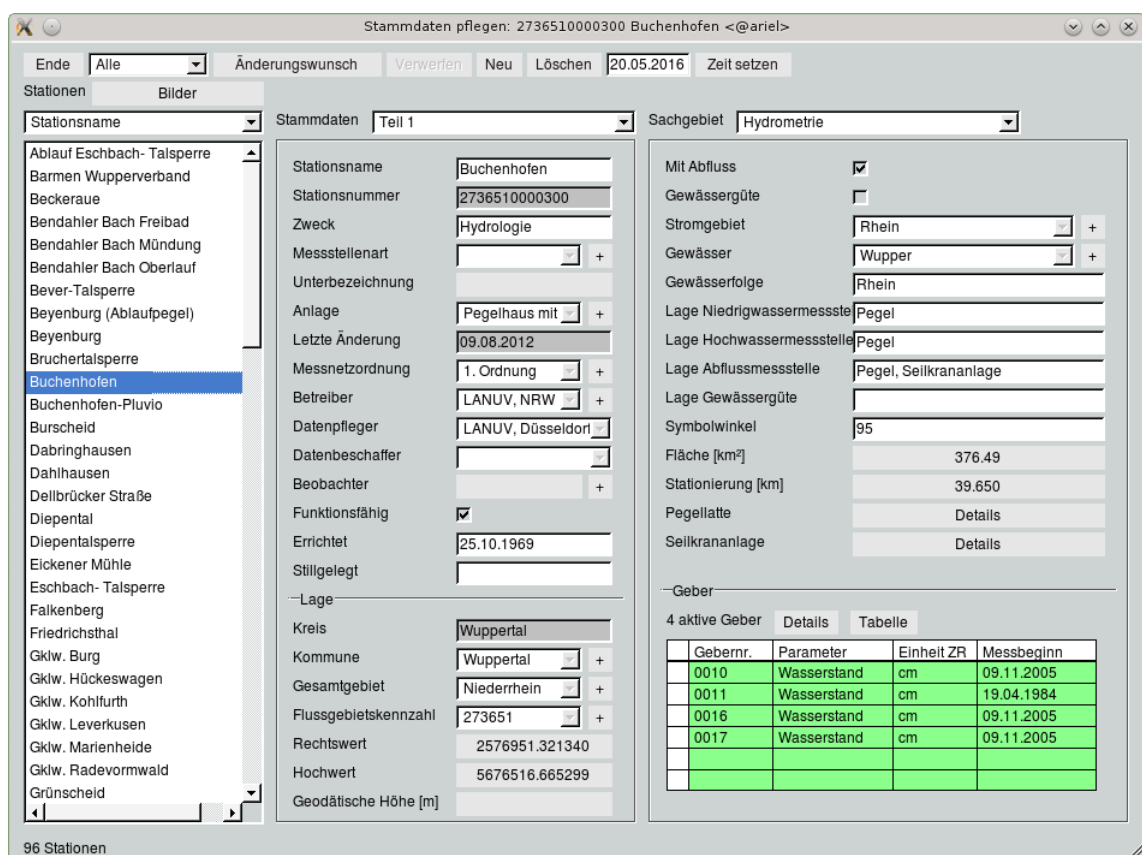 Stammdaten pflegen: 2736510000300 Buchenhofen <@ariel>
Ende Alle Änderungswunsch Verwerfen Neu Löschen 20.05.2016 Zeit setzen
Stationen Bilder
Stationsname
Ablauf Eschbach- Talsperre
Barmen Wupperverband
Beckeraue
Bendahler Bach Freibad
Bendahler Bach Mündung
Bendahler Bach Oberlauf
Bever-Talsperre
Beyenburg (Ablaufpegel)
Beyenburg
Bruchertalsperre
Buchenhofen
Buchenhofen-Pluvio
Burscheid
Dabringhausen
Dahlhausen
Dellbrücker Straße
Diepental
Diepentalsperre
Eickener Mühle
Eschbach- Talsperre
Falkenberg
Friedrichsthal
Gklw. Burg
Gklw. Hückeswagen
Gklw. Kohlfurth
Gklw. Leverkusen
Gklw. Marienheide
Gklw. Radevormwald
Grünscheid
Stammdaten Teil 1
Stationsname Buchenhofen
Stationsnummer 2736510000300
Zweck Hydrologie
Messstellenart +
Unterbezeichnung
Anlage Pegelhaus mit +
Letzte Änderung 09.08.2012
Messnetzordnung 1. Ordnung +
Betreiber LANUV, NRW +
Datenpfleger LANUV, Düsseldorf
Datenbeschaffer
Beobachter +
Funktionsfähig
Errichtet 25.10.1969
Stillgelegt
Lage
Kreis Wuppertal
Kommune Wuppertal +
Gesamtgebiet Niederrhein +
Flussgebietskennzahl 273651 +
Rechtswert 2576951.321340
Hochwert 5676516.665299
Geodätische Höhe [m]
Sachgebiet Hydrometrie
Mit Abfluss
Gewässergüte
Stromgebiet Rhein +
Gewässer Wupper +
Gewässerfolge Rhein
Lage Niedrigwassermessste Pegel
Lage Hochwassermessstelle Pegel
Lage Abflussmessstelle Pegel, Seilkrananlage
Lage Gewässergüte
Symbolwinkel 95
Fläche [km²] 376.49
Stationierung [km] 39.650
Pegellatte Details
Seilkrananlage Details
Geber
4 aktive Geber Details Tabelle
Gebernr. Parameter Einheit ZR Messbeginn
0010 Wasserstand cm 09.11.2005
0011 Wasserstand cm 19.04.1984
0016 Wasserstand cm 09.11.2005
0017 Wasserstand cm 09.11.2005
96 Stationen